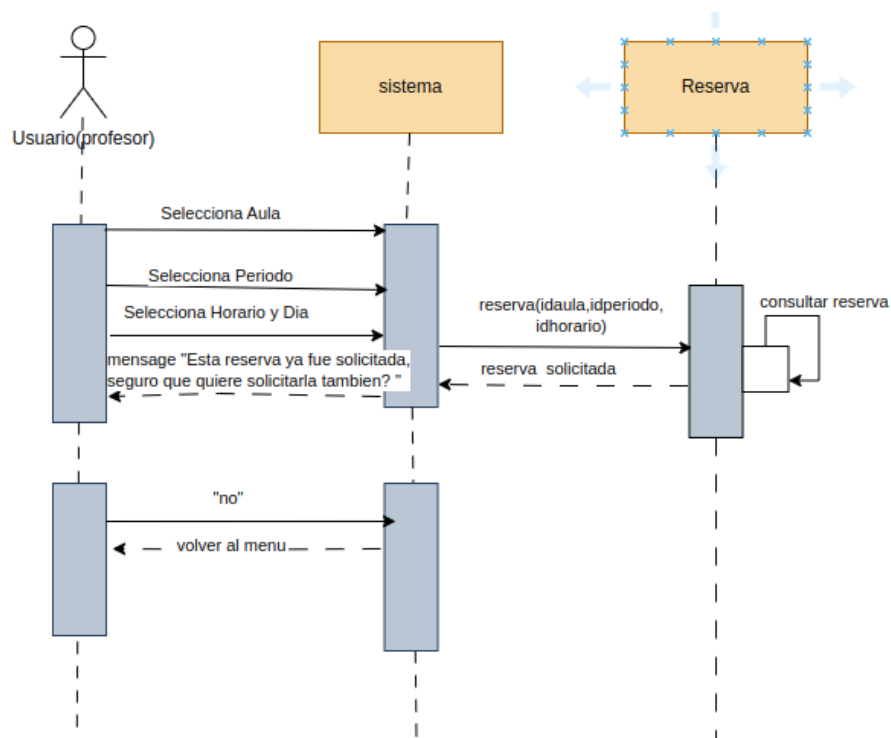 sistema
Reserva
Usuario(profesor)
Selecciona Aula
Selecciona Periodo
Selecciona Horario y Dia
reserva(idaula,idperiodo,
idhorario)
consultar reserva
mensage "Esta reserva ya fue solicitada,
seguro que quiere solicitarla tambien? "
reserva solicitada
"no"
volver al menu